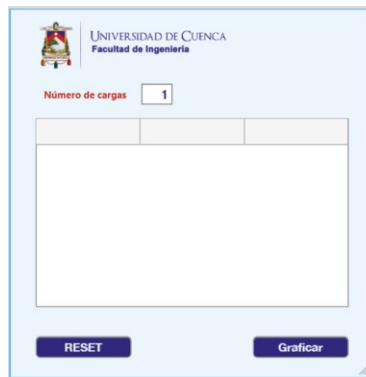 UNIVERSIDAD DE CUENCA
Facultad de Ingeniería
Número de cargas 1
RESET Graficar